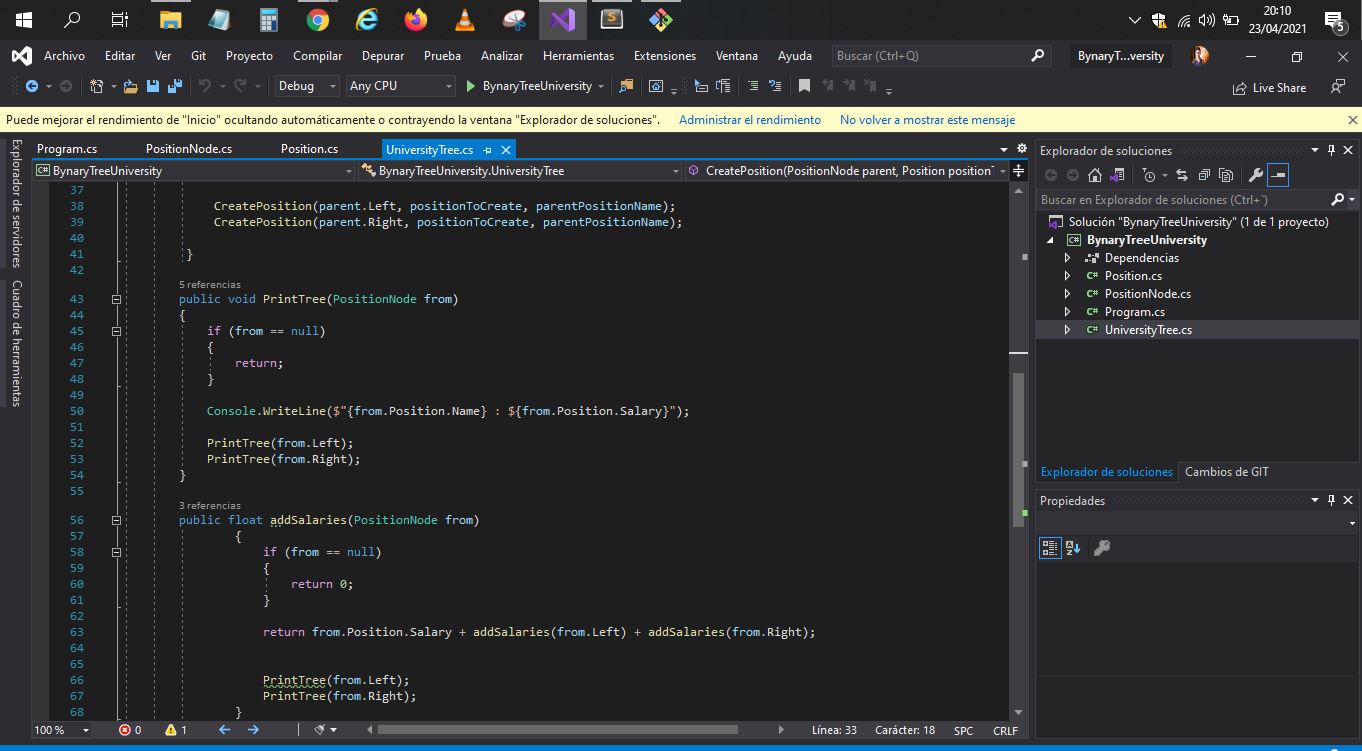 20:10
23/04/2021
5
Archivo Editar Ver Git Proyecto Compilar Depurar Prueba Analizar Herramientas Extensiones Ventana Ayuda Buscar (Ctrl+Q) BynaryT...versity
Debug Any CPU BynaryTreeUniversity Live Share
Puede mejorar el rendimiento de "Inicio" ocultando automáticamente o contrayendo la ventana "Explorador de soluciones". Administrar el rendimiento No volver a mostrar este mensaje
Explorador de servidores
Cuadro de herramientas
Program.cs PositionNode.cs Position.cs UniversityTree.cs
BynaryTreeUniversity BynaryTreeUniversity.UniversityTree CreatePosition(PositionNode parent, Position positionT
37
38 CreatePosition(parent.Left, positionToCreate, parentPositionName);
39 CreatePosition(parent.Right, positionToCreate, parentPositionName);
40
41 }
42
5 referencias
43 public void PrintTree(PositionNode from)
44 {
45 if (from == null)
46 {
47 return;
48 }
49
50 Console.WriteLine($"{from.Position.Name} : ${from.Position.Salary}");
51
52 PrintTree(from.Left);
53 PrintTree(from.Right);
54 }
55
3 referencias
56 public float addSalaries(PositionNode from)
57 {
58 if (from == null)
59 {
60 return 0;
61 }
62
63 return from.Position.Salary + addSalaries(from.Left) + addSalaries(from.Right);
64
65
66 PrintTree(from.Left);
67 PrintTree(from.Right);
68 }
100 % 0 1 Línea: 33 Carácter: 18 SPC CRLF
Explorador de soluciones
Buscar en Explorador de soluciones (Ctrl+`)
Solución "BynaryTreeUniversity" (1 de 1 proyecto)
C# BynaryTreeUniversity
Dependencias
C# Position.cs
C# PositionNode.cs
C# Program.cs
C# UniversityTree.cs
Explorador de soluciones Cambios de GIT
Propiedades